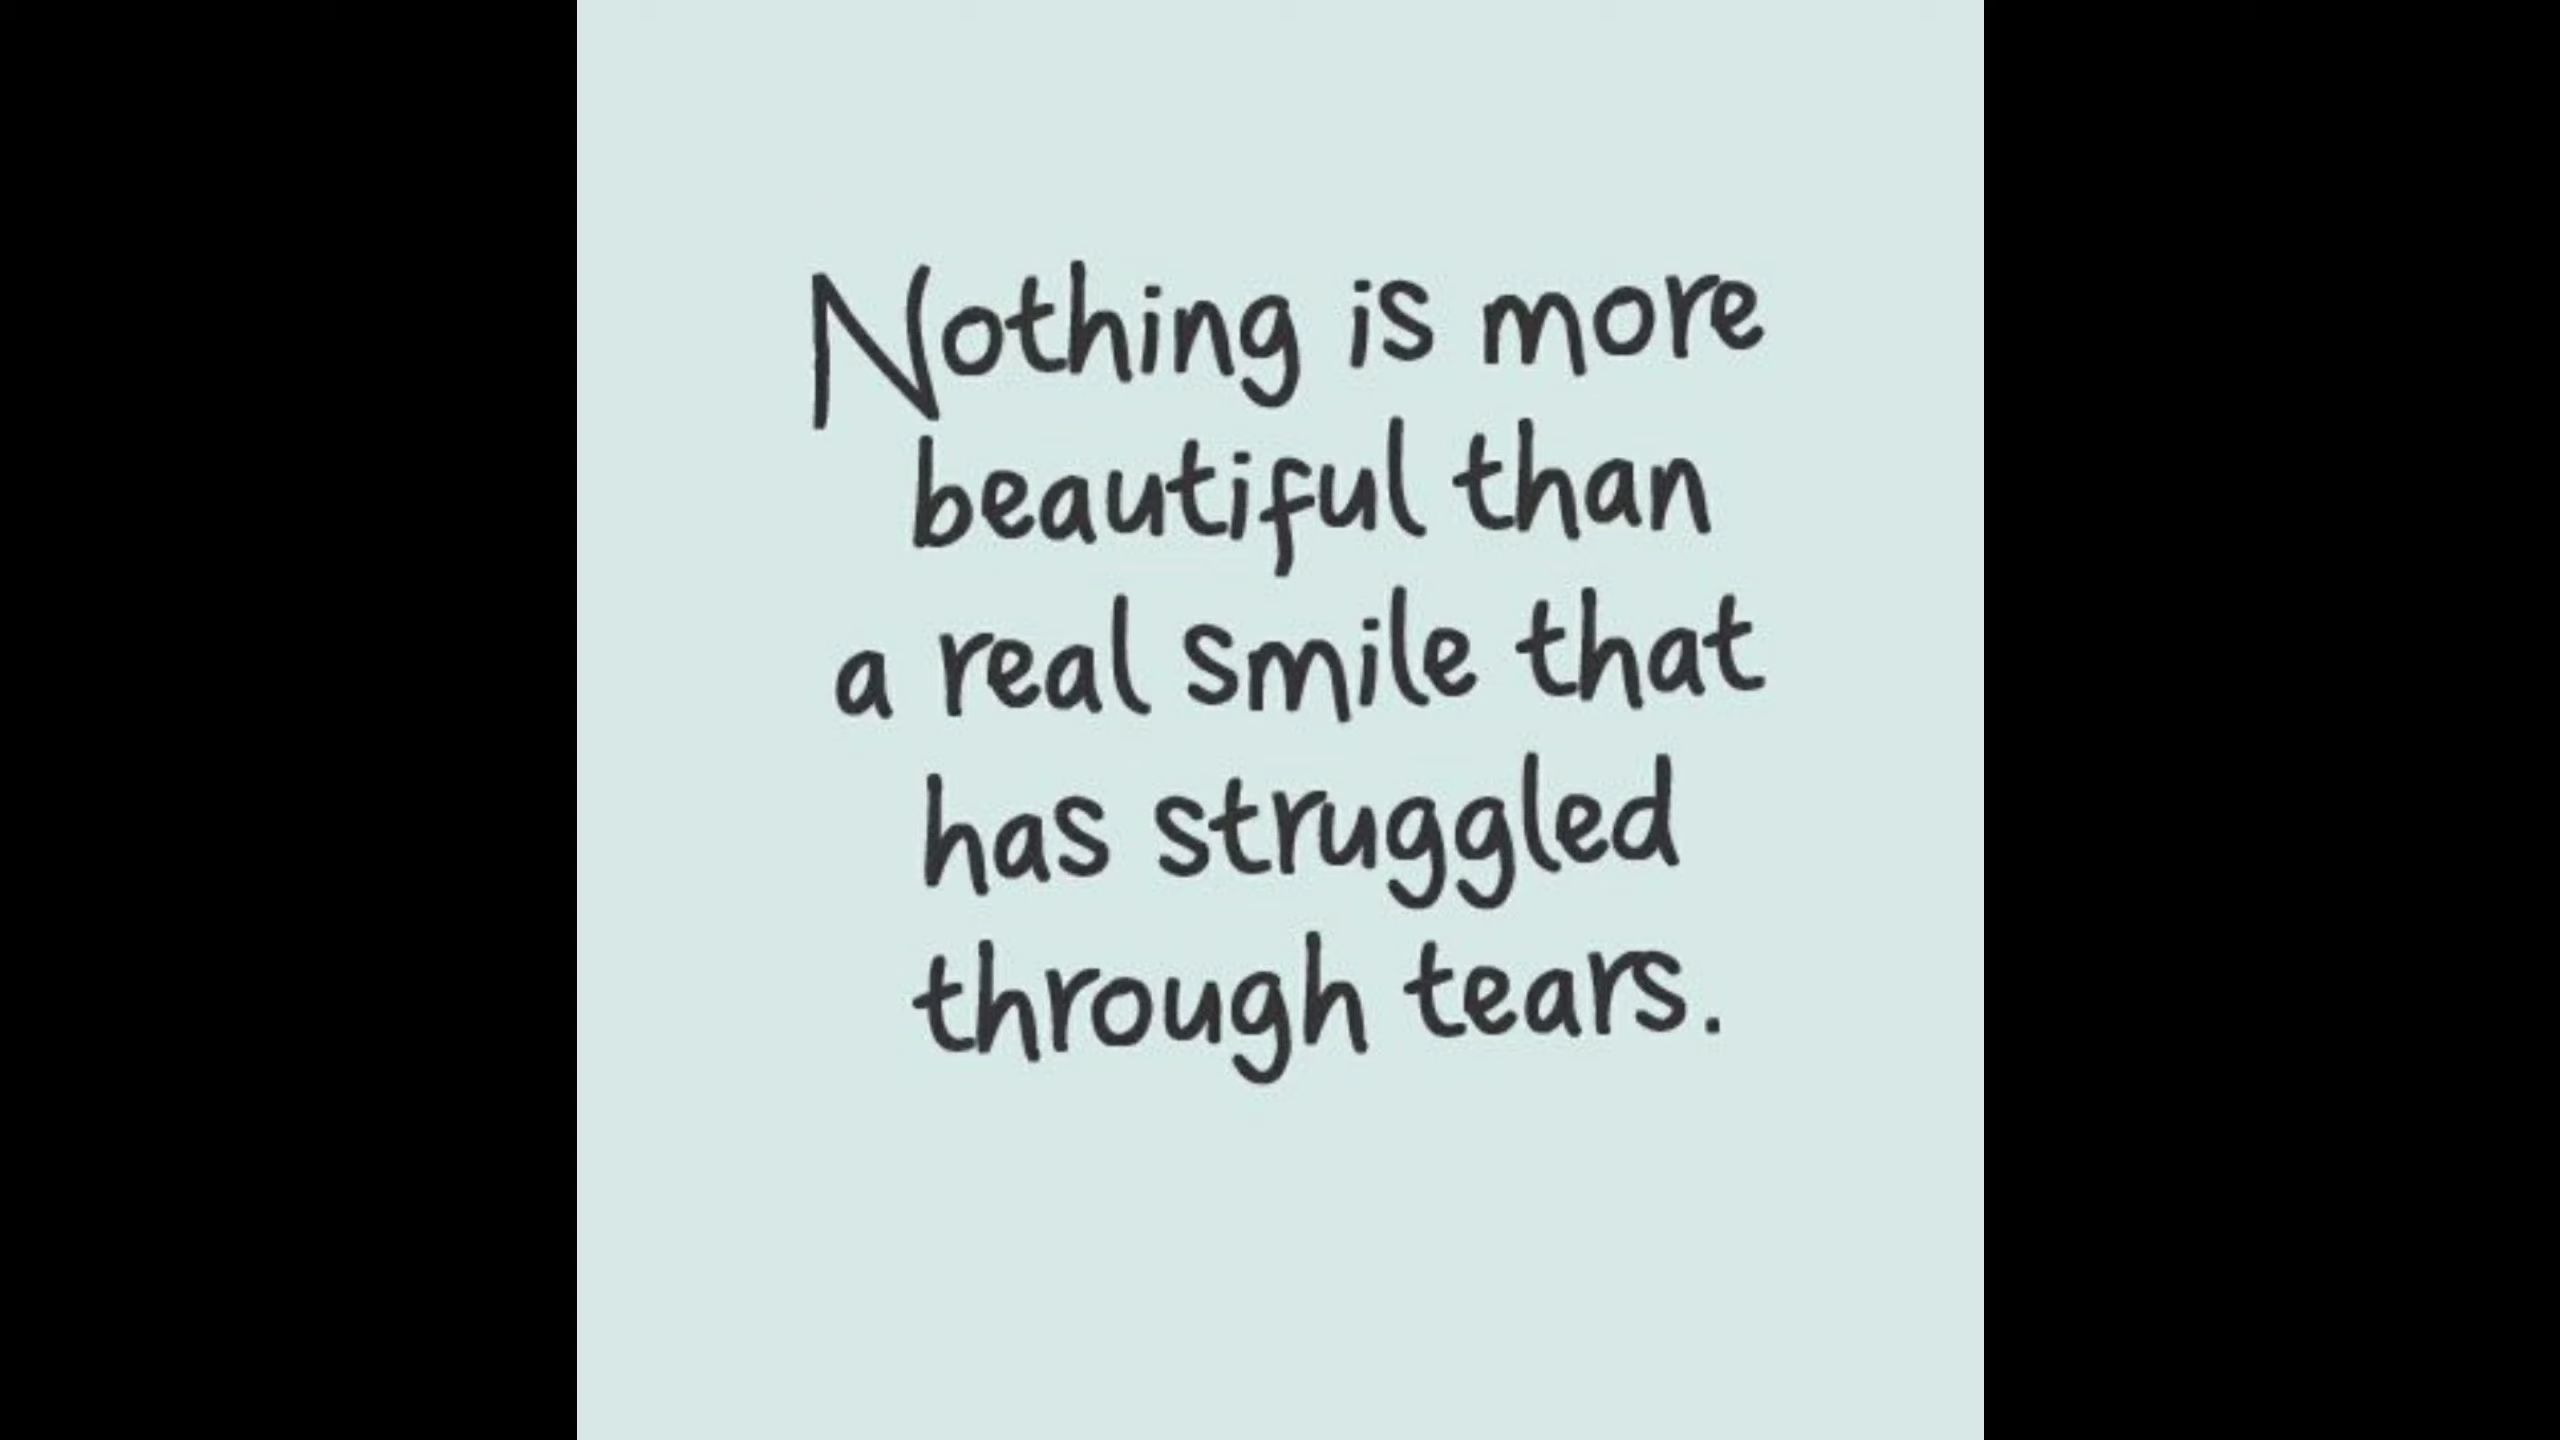 Nothing is more
beautiful than
a real smile that
has struggled
through tears.